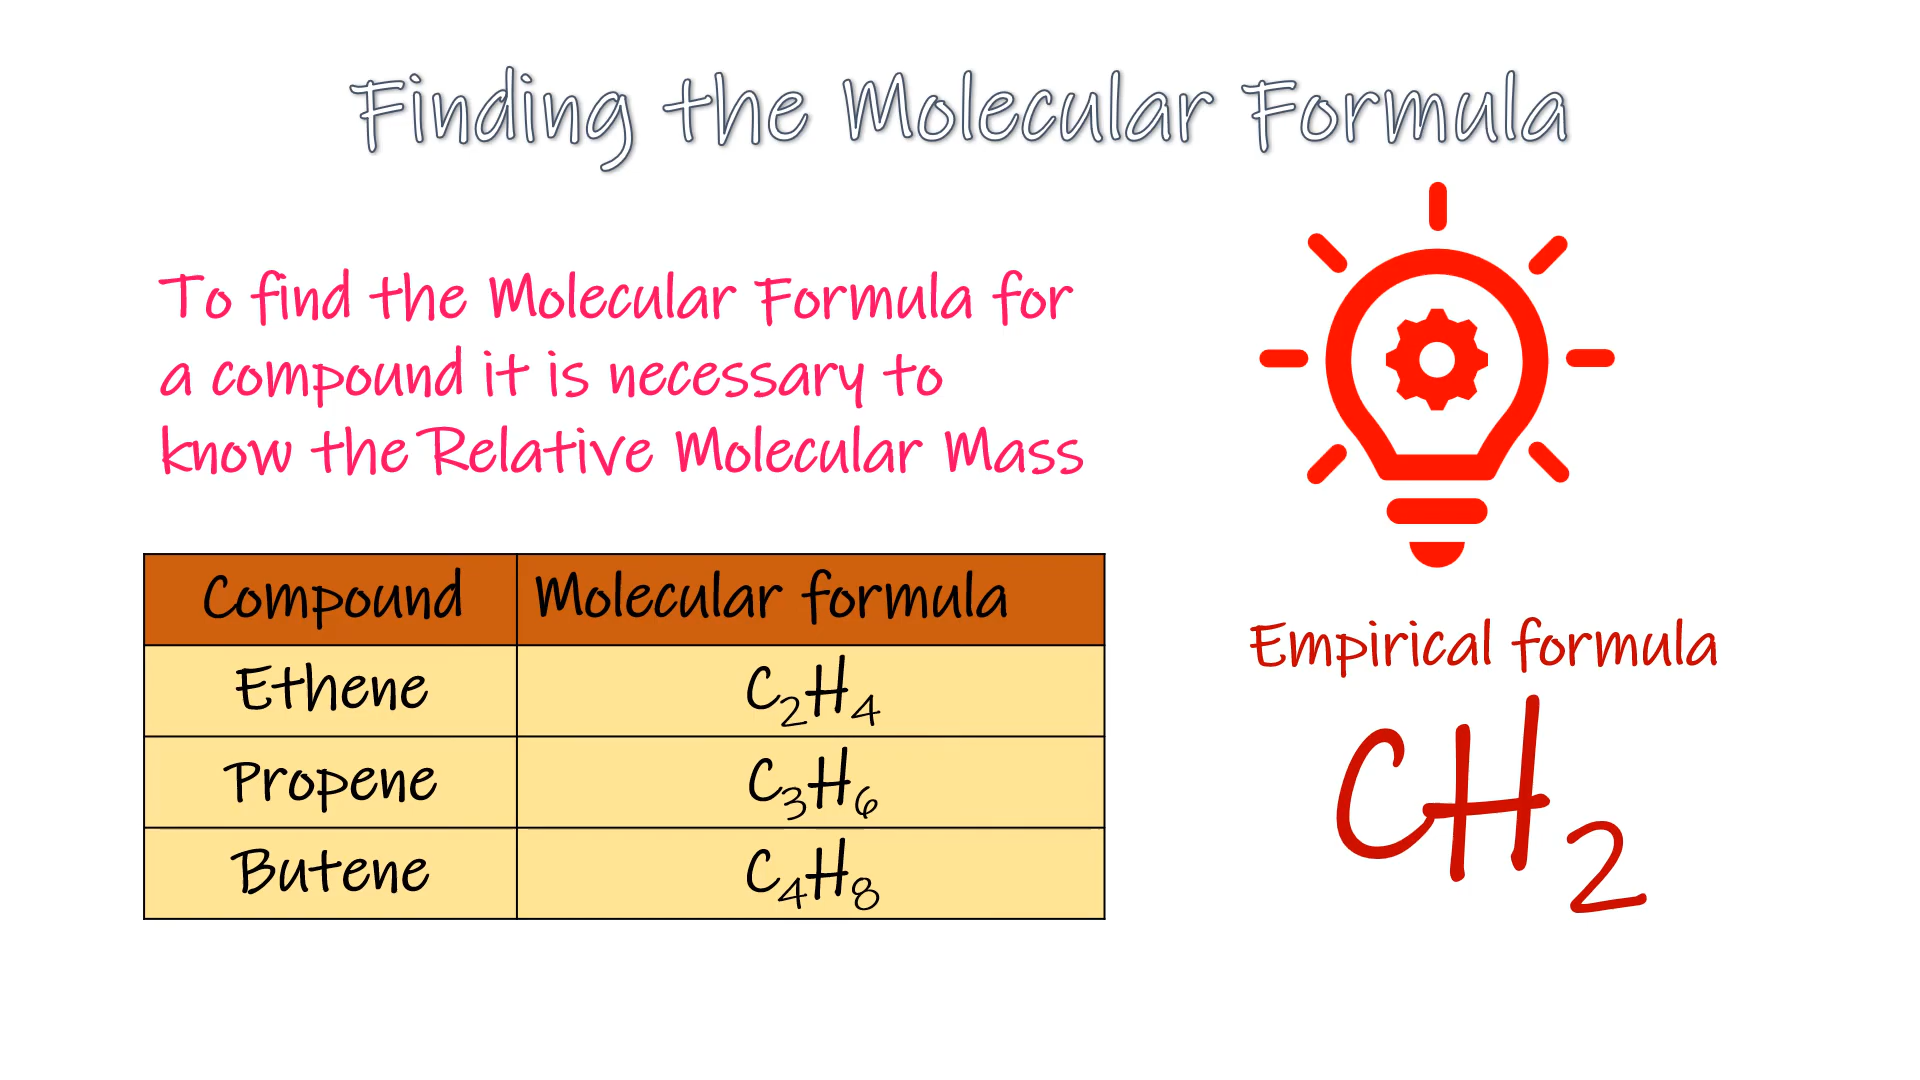 Finding the Molecular Formula
To find the Molecular Formula for
a compound it is necessary to
know the Relative Molecular Mass
Compound Molecular formula
Ethene C₂H₄
Propene C₃H₆
Butene C₄H₈
Empirical formula
CH₂